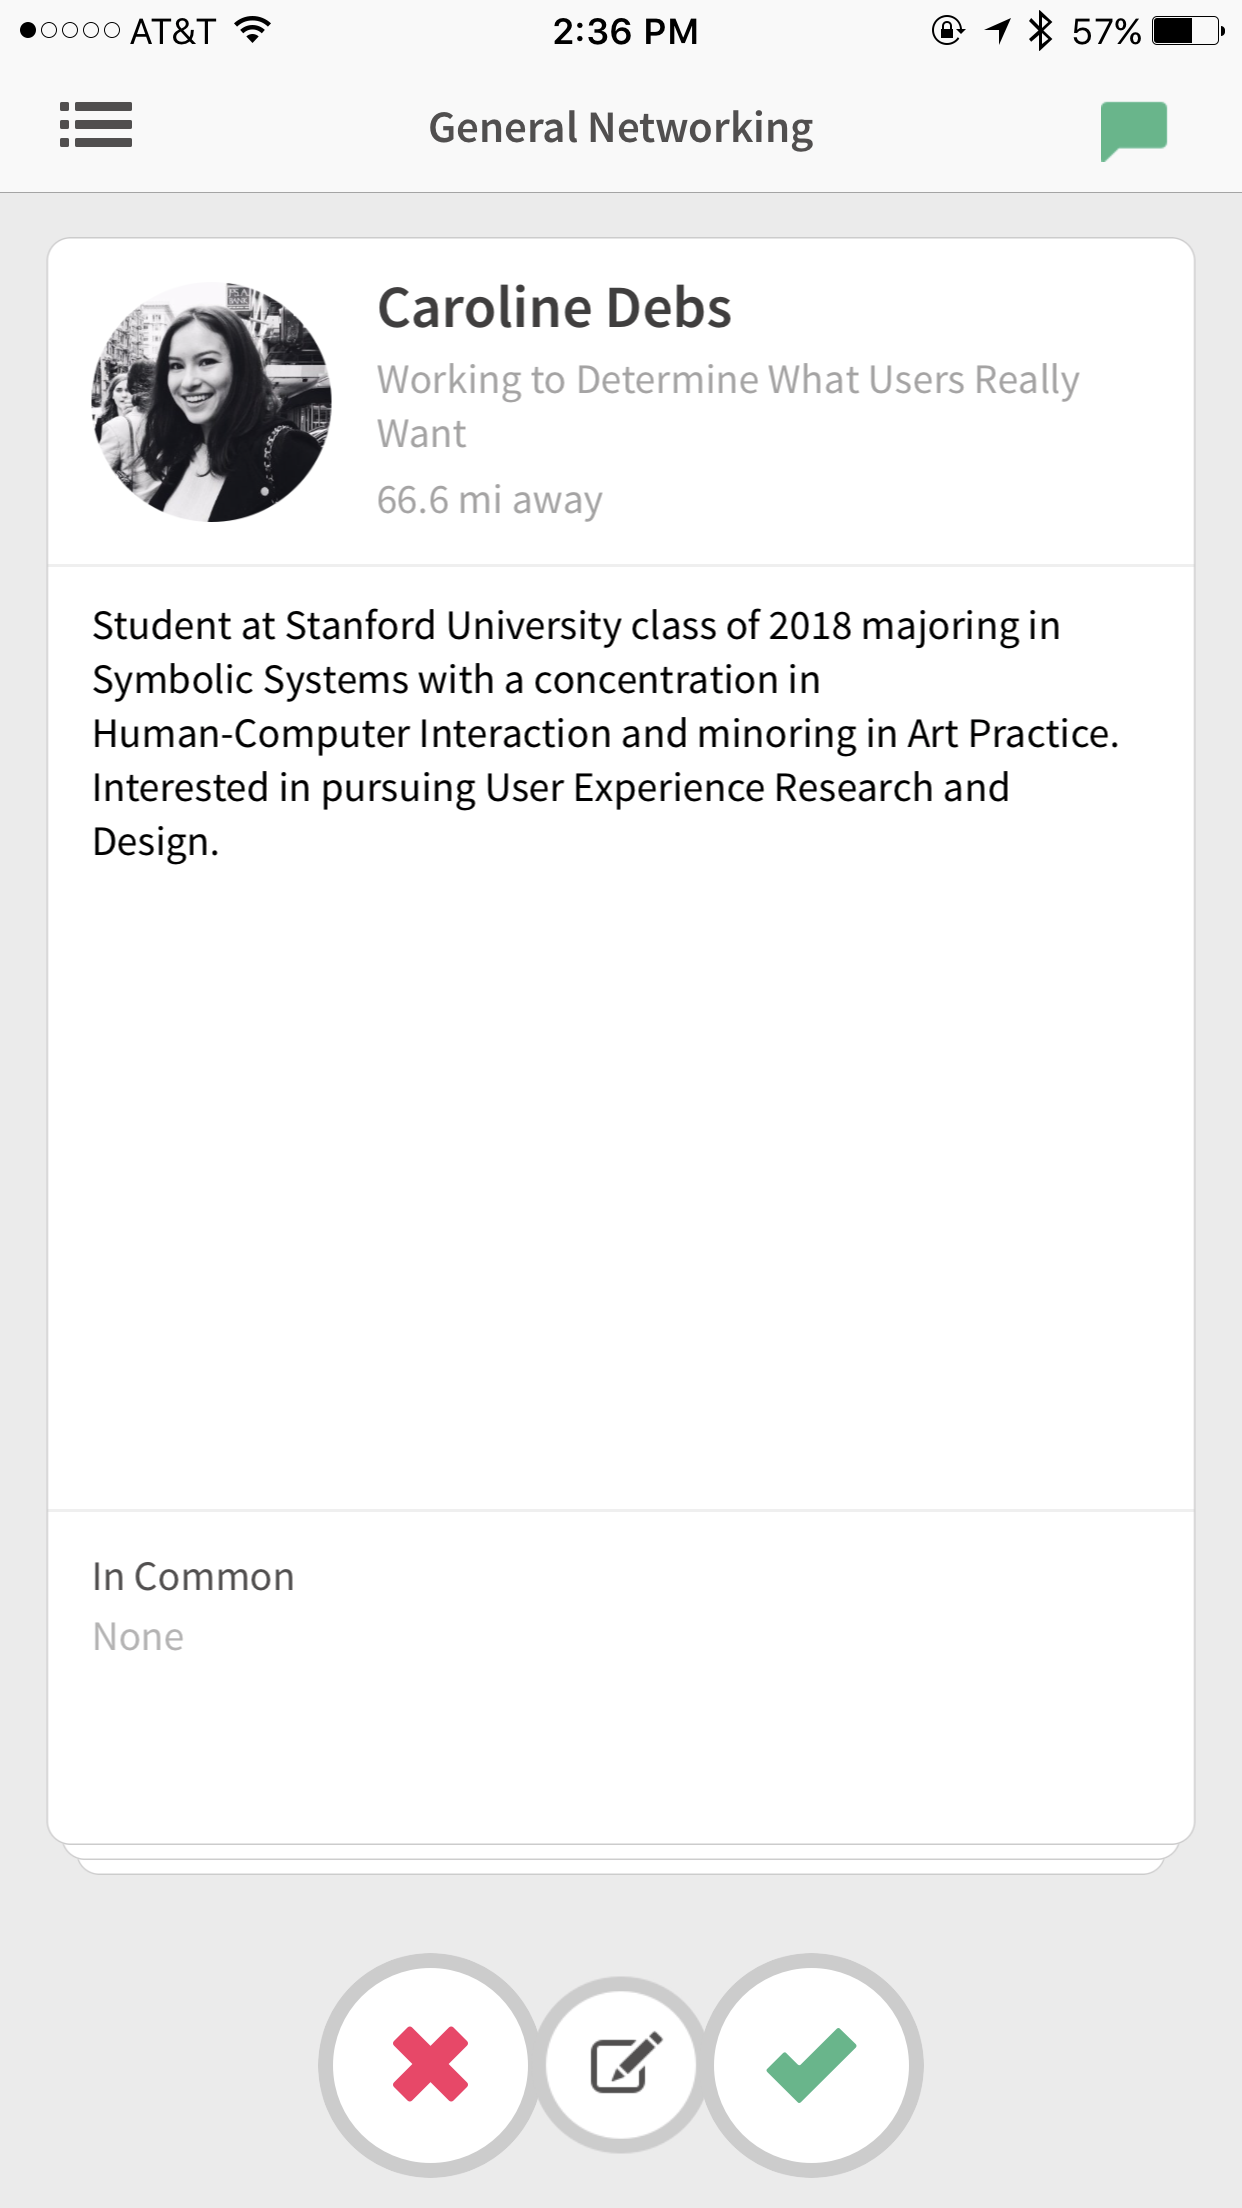 AT&T 2:36 PM 57%
General Networking
Caroline Debs
Working to Determine What Users Really
Want
66.6 mi away
Student at Stanford University class of 2018 majoring in
Symbolic Systems with a concentration in
Human-Computer Interaction and minoring in Art Practice.
Interested in pursuing User Experience Research and
Design.
In Common
None